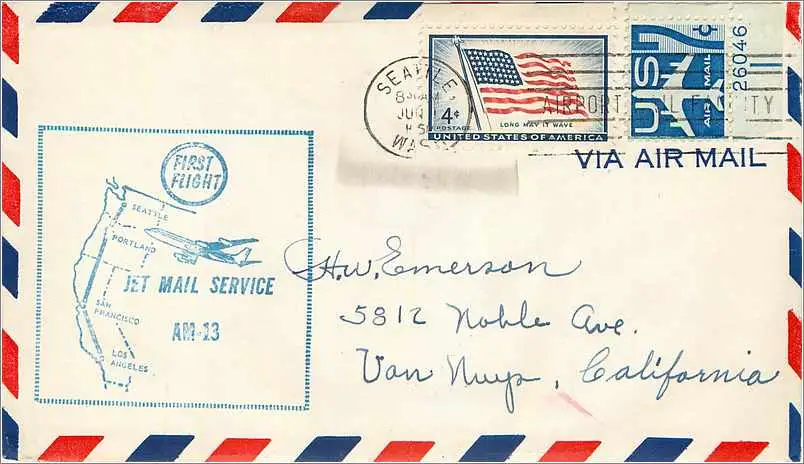 SEATTLE
JUN
WASH
AIRPORT
4¢
POSTAGE
LONG MAY IT WAVE
UNITED STATES OF AMERICA
7¢
US
AIR MAIL
26046
VIA AIR MAIL
FIRST
FLIGHT
SEATTLE
PORTLAND
JET MAIL SERVICE
SAN
FRANCISCO
AM-13
LOS
ANGELES
H.W. Emerson
5812 Noble Ave.
Van Nuys, California